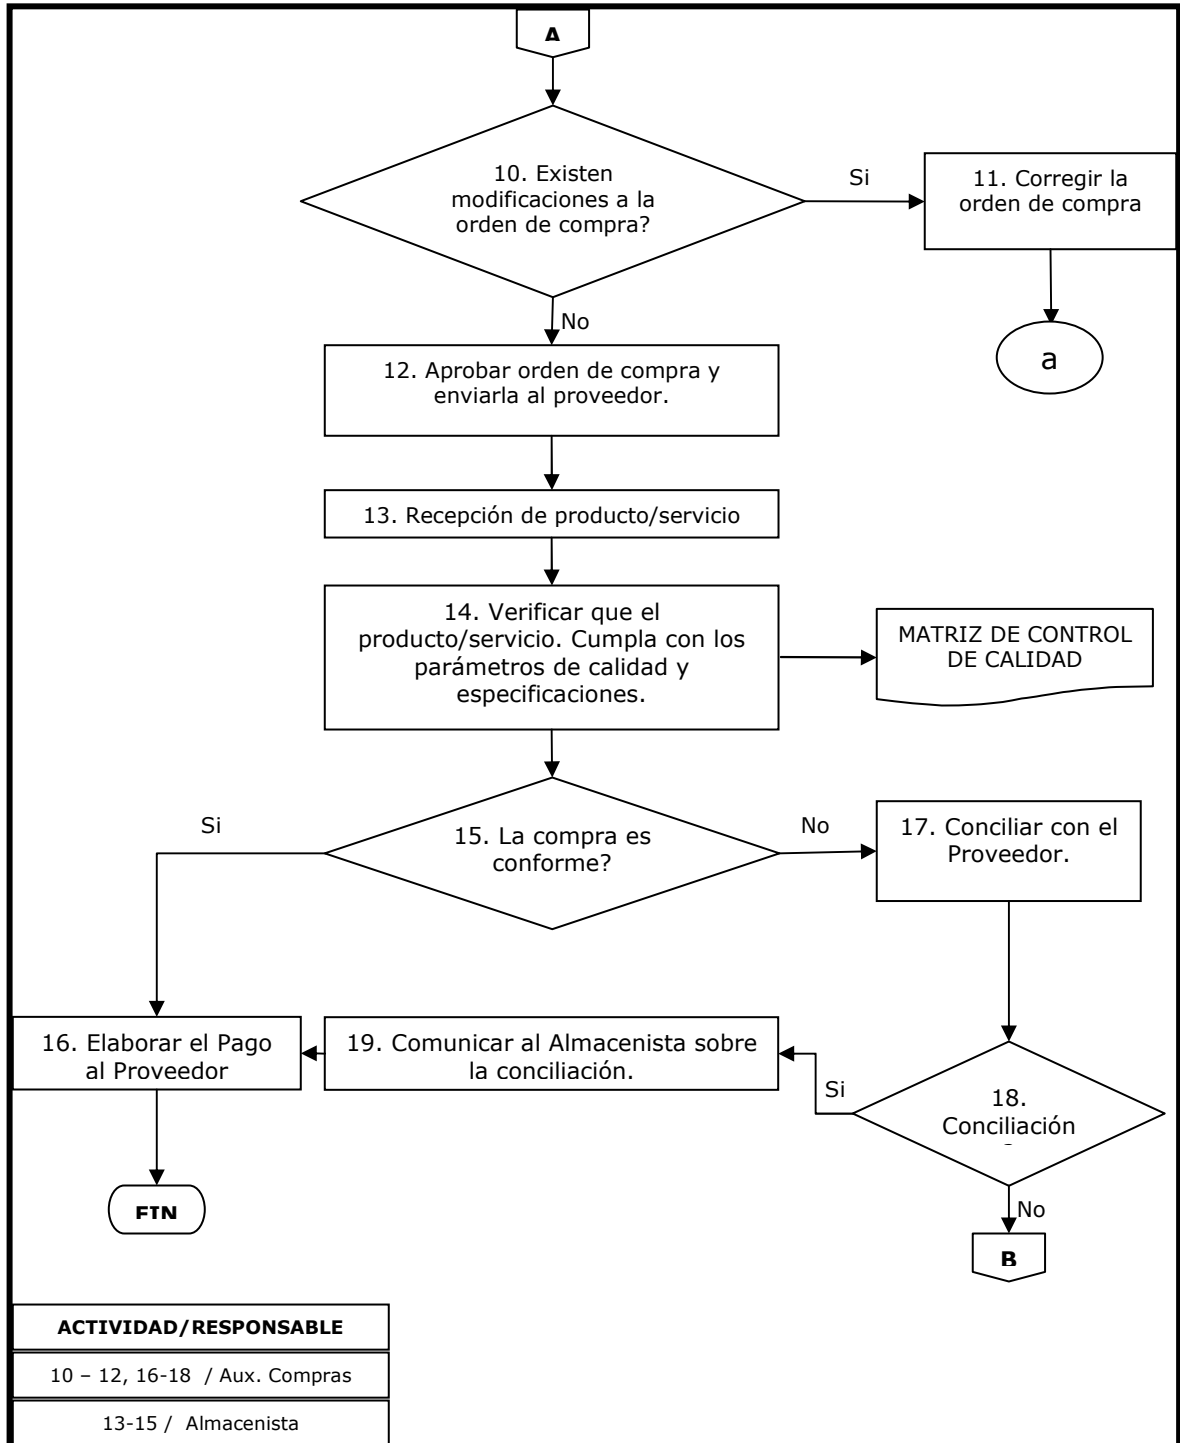 A
10. Existen
modificaciones a la
orden de compra?
Si
11. Corregir la
orden de compra
No
a
12. Aprobar orden de compra y
enviarla al proveedor.
13. Recepción de producto/servicio
14. Verificar que el
producto/servicio. Cumpla con los
parámetros de calidad y
especificaciones.
MATRIZ DE CONTROL
DE CALIDAD
Si
15. La compra es
conforme?
No
17. Conciliar con el
Proveedor.
16. Elaborar el Pago
al Proveedor
19. Comunicar al Almacenista sobre
la conciliación.
Si
18.
Conciliación
No
FIN
B
ACTIVIDAD/RESPONSABLE
10 – 12, 16-18 / Aux. Compras
13-15 / Almacenista